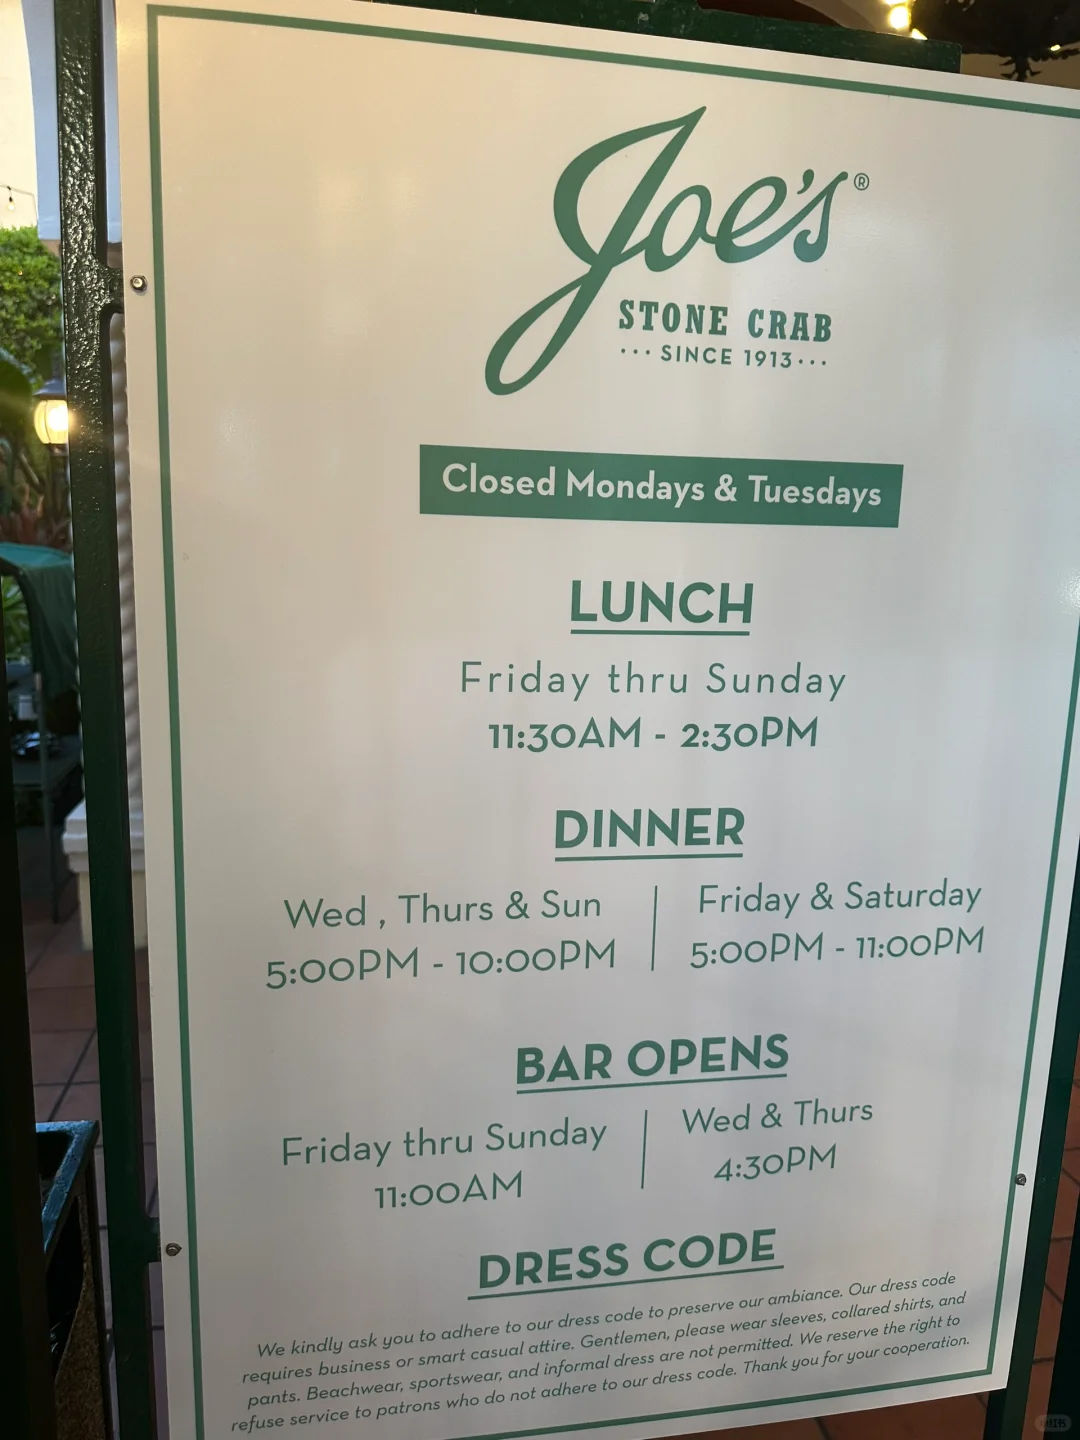 Joe's®
STONE CRAB
··· SINCE 1913 ···
Closed Mondays & Tuesdays
LUNCH
Friday thru Sunday
11:30AM - 2:30PM
DINNER
Wed , Thurs & Sun
5:00PM - 10:00PM
Friday & Saturday
5:00PM - 11:00PM
BAR OPENS
Friday thru Sunday
11:00AM
Wed & Thurs
4:30PM
DRESS CODE
We kindly ask you to adhere to our dress code to preserve our ambiance. Our dress code
requires business or smart casual attire. Gentlemen, please wear sleeves, collared shirts, and
pants. Beachwear, sportswear, and informal dress are not permitted. We reserve the right to
refuse service to patrons who do not adhere to our dress code. Thank you for your cooperation.